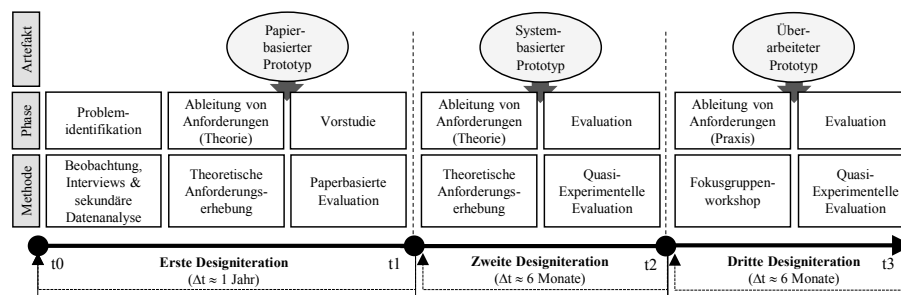 Artefakt
Papier-
basierter
Prototyp
System-
basierter
Prototyp
Über-
arbeiteter
Prototyp
Phase
Problem-
identifikation
Ableitung von
Anforderungen
(Theorie)
Vorstudie
Ableitung von
Anforderungen
(Theorie)
Evaluation
Ableitung von
Anforderungen
(Praxis)
Evaluation
Methode
Beobachtung,
Interviews &
sekundäre
Datenanalyse
Theoretische
Anforderungs-
erhebung
Paperbasierte
Evaluation
Theoretische
Anforderungs-
erhebung
Quasi-
Experimentelle
Evaluation
Fokusgruppen-
workshop
Quasi-
Experimentelle
Evaluation
t0
Erste Designiteration
(Δt ≈ 1 Jahr)
t1
Zweite Designiteration
(Δt ≈ 6 Monate)
t2
Dritte Designiteration
(Δt ≈ 6 Monate)
t3